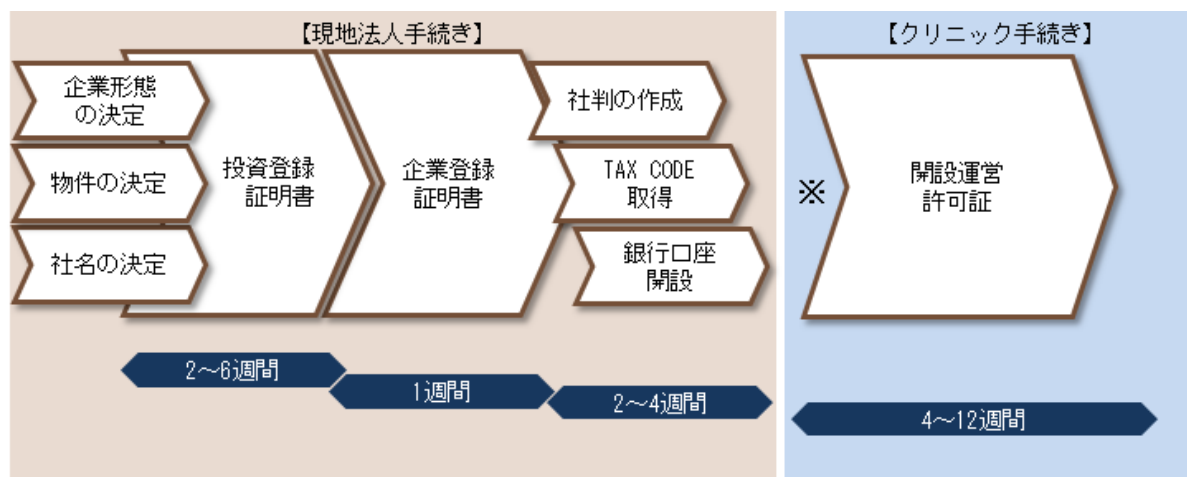 【現地法人手続き】
企業形態
の決定
物件の決定
社名の決定
投資登録
証明書
企業登録
証明書
社判の作成
TAX CODE
取得
銀行口座
開設
2～6週間
1週間
2～4週間
【クリニック手続き】
※
開設運営
許可証
4～12週間